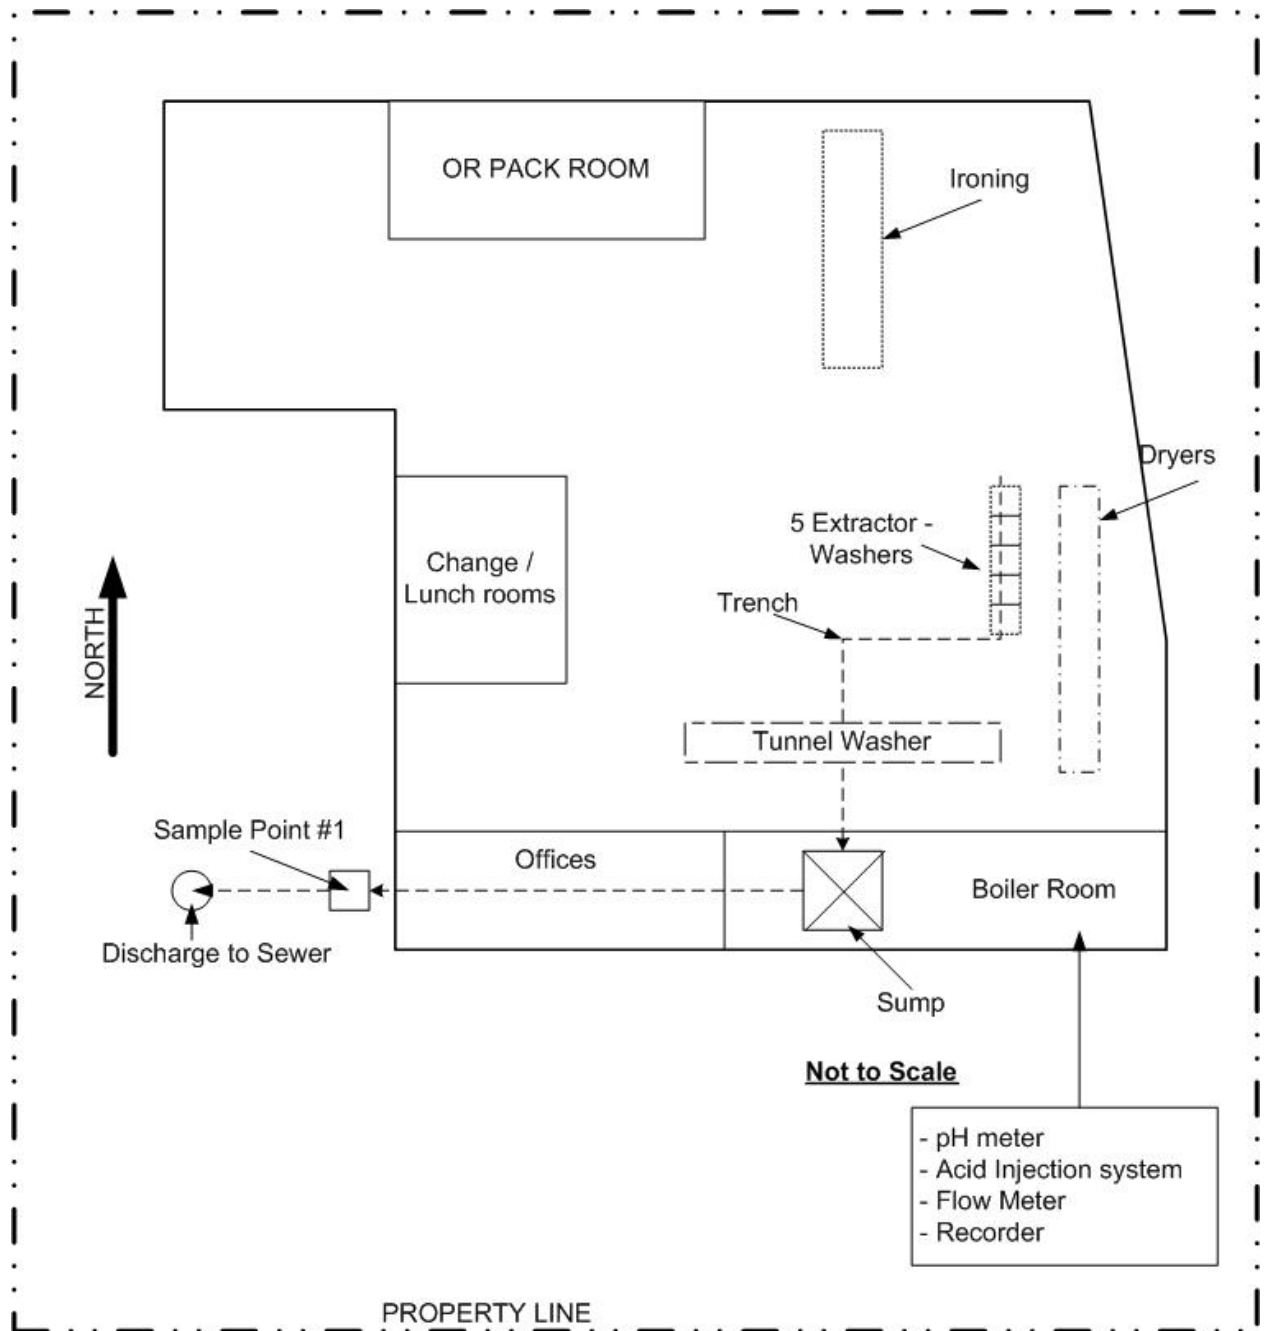 OR PACK ROOM
Ironing
Dryers
5 Extractor -
Washers
Change /
Lunch rooms
Trench
NORTH
Tunnel Washer
Sample Point #1
Offices
Boiler Room
Discharge to Sewer
Sump
Not to Scale
- pH meter
- Acid Injection system
- Flow Meter
- Recorder
PROPERTY LINE